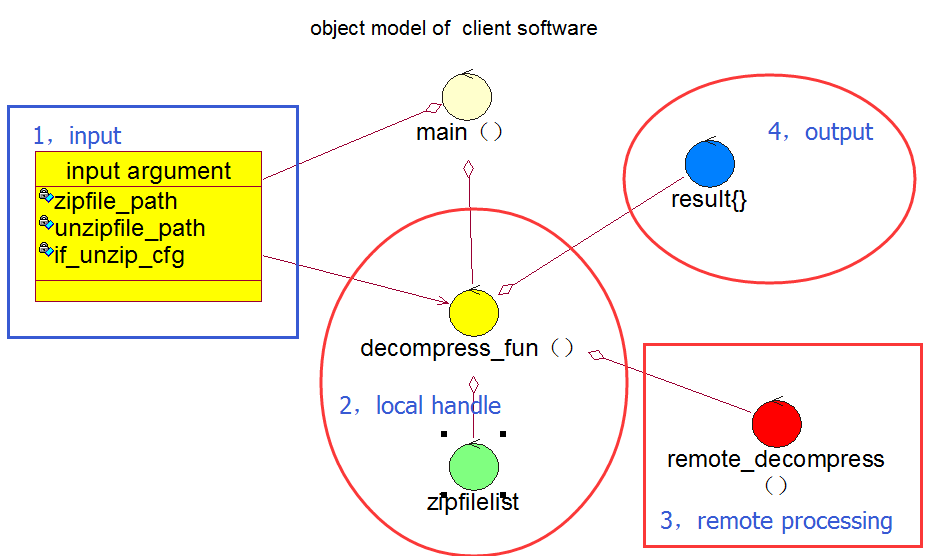 object model of client software
main（）
1，input
input argument
zipfile_path
unzipfile_path
if_unzip_cfg
4，output
result{}
decompress_fun（）
2，local handle
zipfilelist
remote_decompress
（）
3，remote processing